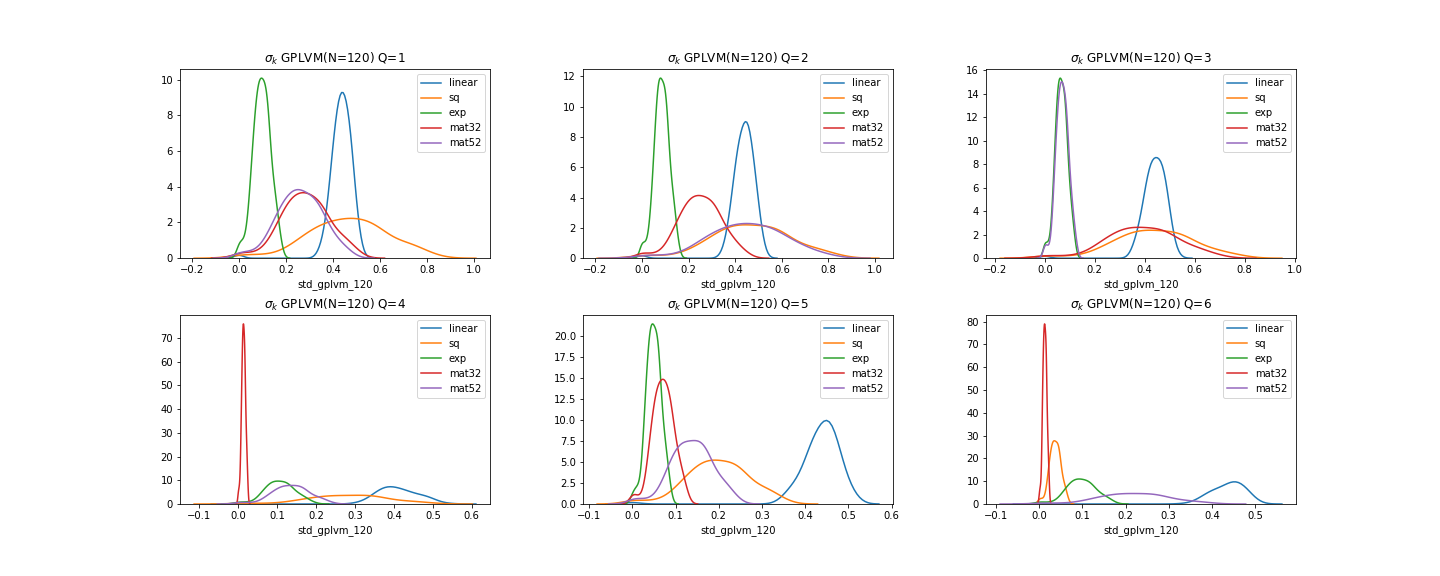 σk GPLVM(N=120) Q=1
10
8
6
4
2
0
−0.2 0.0 0.2 0.4 0.6 0.8 1.0
std_gplvm_120
linear
sq
exp
mat32
mat52
σk GPLVM(N=120) Q=2
12
10
8
6
4
2
0
−0.2 0.0 0.2 0.4 0.6 0.8 1.0
std_gplvm_120
linear
sq
exp
mat32
mat52
σk GPLVM(N=120) Q=3
16
14
12
10
8
6
4
2
0
−0.2 0.0 0.2 0.4 0.6 0.8 1.0
std_gplvm_120
linear
sq
exp
mat32
mat52
σk GPLVM(N=120) Q=4
70
60
50
40
30
20
10
0
−0.1 0.0 0.1 0.2 0.3 0.4 0.5 0.6
std_gplvm_120
linear
sq
exp
mat32
mat52
σk GPLVM(N=120) Q=5
20.0
17.5
15.0
12.5
10.0
7.5
5.0
2.5
0.0
−0.1 0.0 0.1 0.2 0.3 0.4 0.5 0.6
std_gplvm_120
linear
sq
exp
mat32
mat52
σk GPLVM(N=120) Q=6
80
70
60
50
40
30
20
10
0
−0.1 0.0 0.1 0.2 0.3 0.4 0.5
std_gplvm_120
linear
sq
exp
mat32
mat52